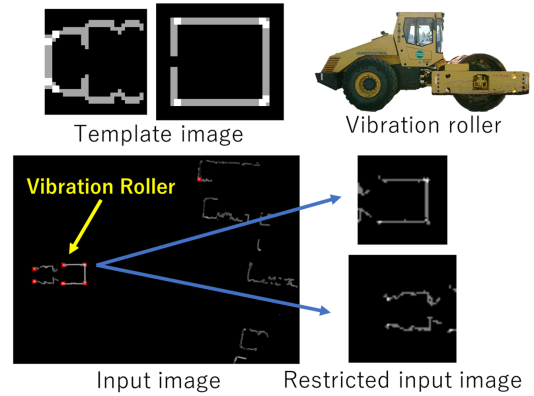 Template image
Vibration roller
Vibration Roller
Input image
Restricted input image